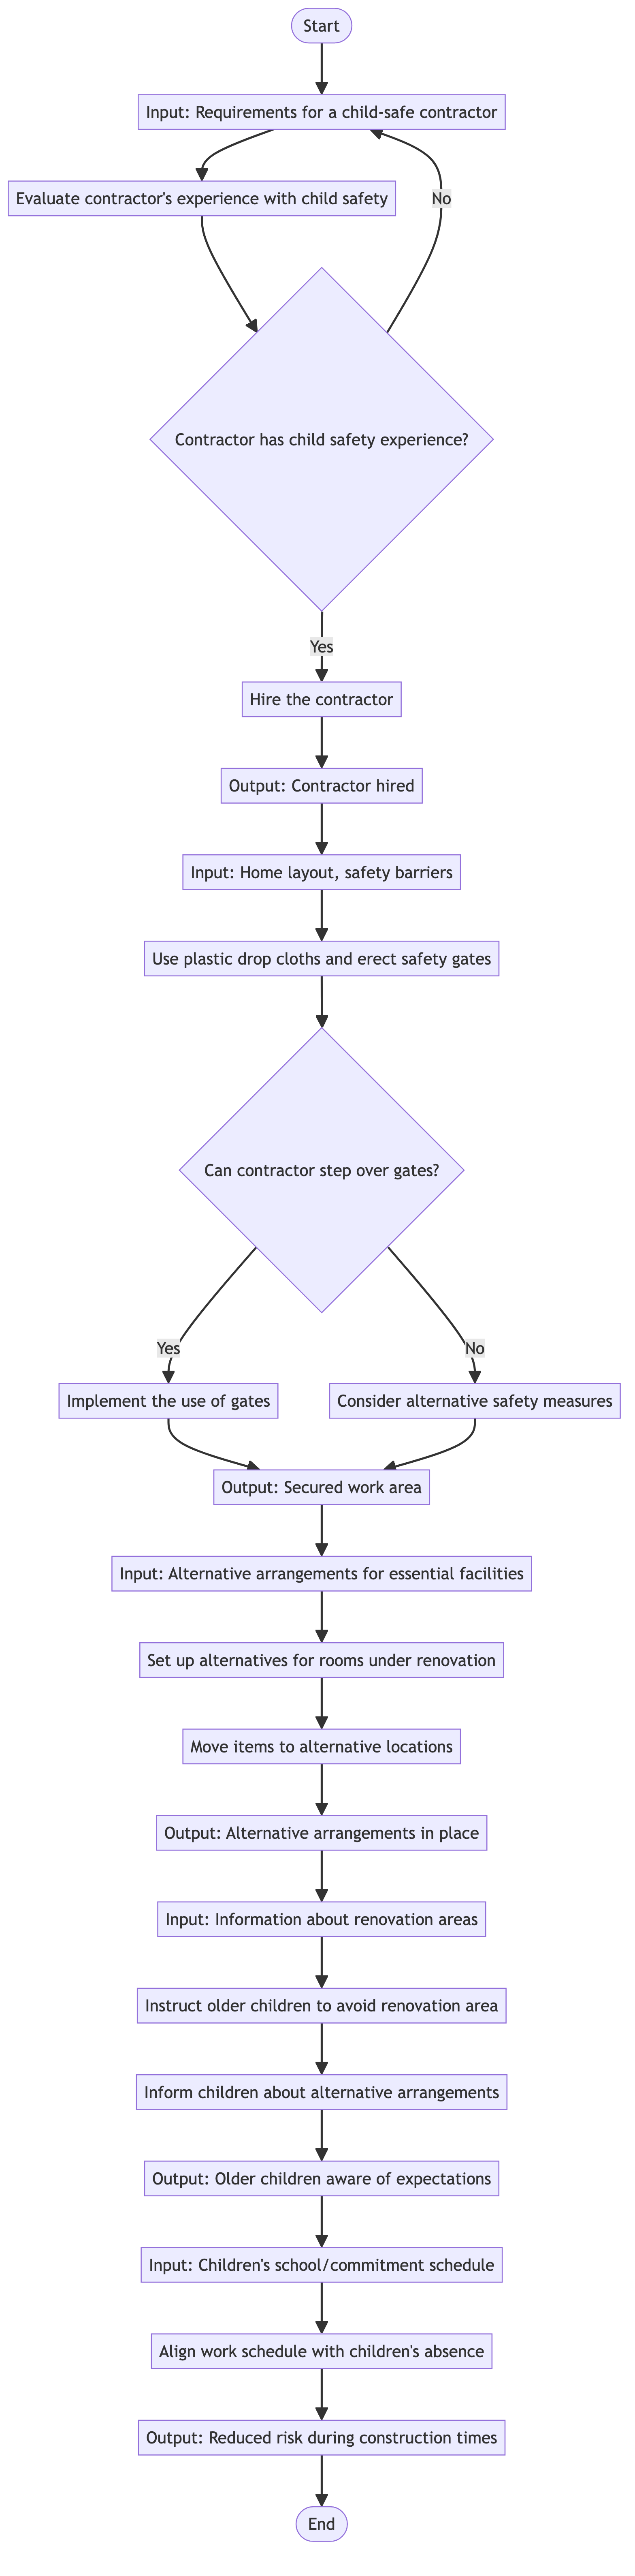 Start
Input: Requirements for a child-safe contractor
Evaluate contractor's experience with child safety
No
Contractor has child safety experience?
Yes
Hire the contractor
Output: Contractor hired
Input: Home layout, safety barriers
Use plastic drop cloths and erect safety gates
Can contractor step over gates?
Yes
No
Implement the use of gates
Consider alternative safety measures
Output: Secured work area
Input: Alternative arrangements for essential facilities
Set up alternatives for rooms under renovation
Move items to alternative locations
Output: Alternative arrangements in place
Input: Information about renovation areas
Instruct older children to avoid renovation area
Inform children about alternative arrangements
Output: Older children aware of expectations
Input: Children's school/commitment schedule
Align work schedule with children's absence
Output: Reduced risk during construction times
End